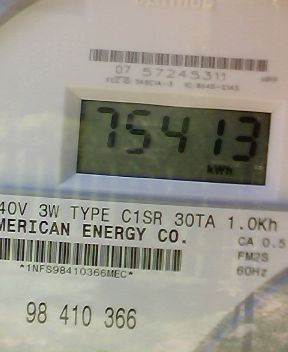 07 57245311
75413
kWh
40V 3W TYPE C1SR 30TA 1.0Kh
MERICAN ENERGY CO.
CA 0.5
FM2S
*1NFS98410366MEC*
60Hz
98 410 366